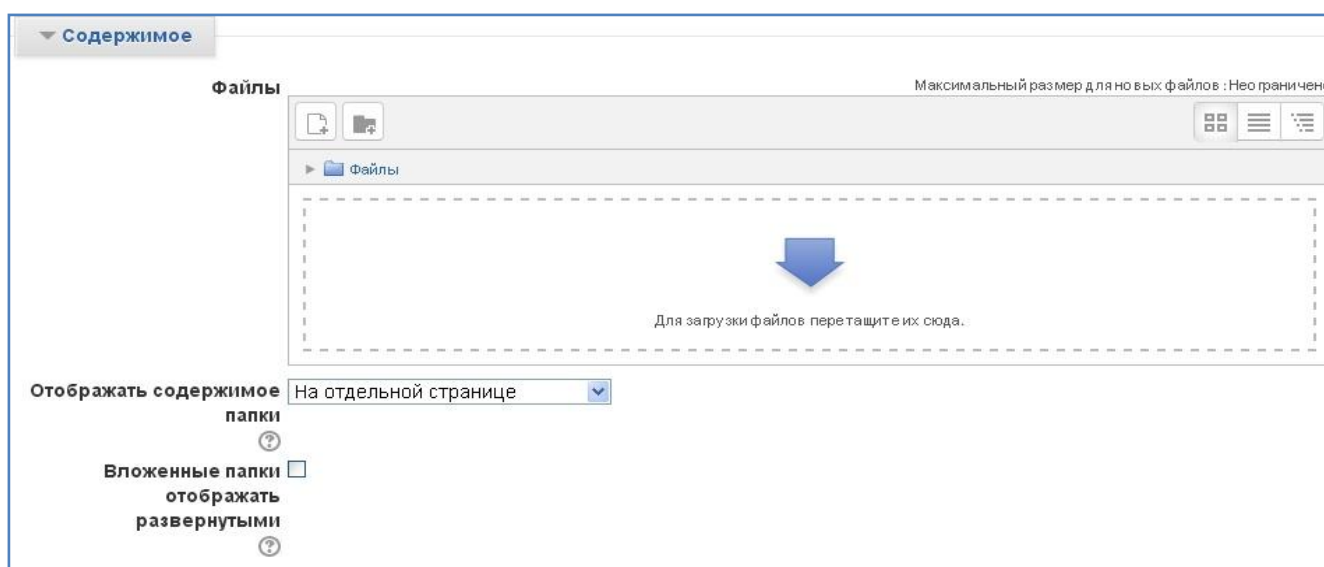 Содержимое
Файлы
Максимальный размер для новых файлов : Неограничено
Файлы
Для загрузки файлов перетащите их сюда.
Отображать содержимое
папки
На отдельной странице
Вложенные папки
отображать
развернутыми